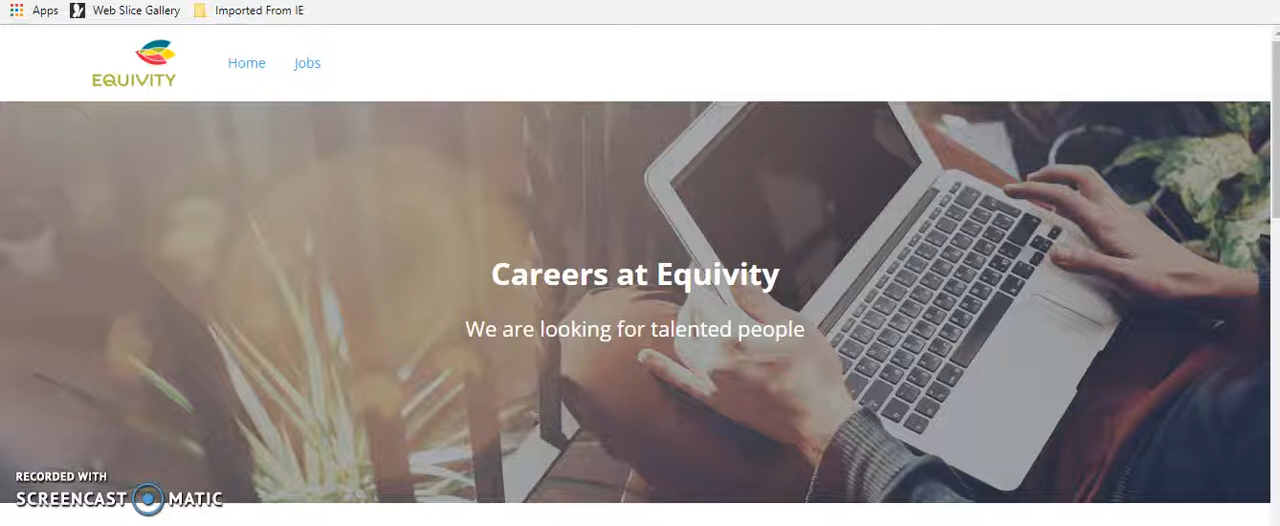 Apps Web Slice Gallery Imported From IE
EQUIVITY Home Jobs
Careers at Equivity
We are looking for talented people
RECORDED WITH
SCREENCAST MATIC